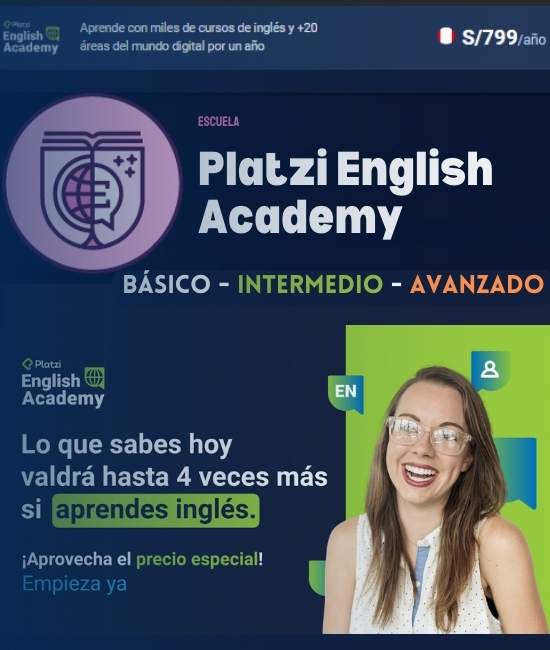 Platzi
English
Academy
Aprende con miles de cursos de inglés y +20
áreas del mundo digital por un año
S/799/año
ESCUELA
Platzi English
Academy
E
BÁSICO - INTERMEDIO - AVANZADO
Platzi
English
Academy
EN
Lo que sabes hoy
valdrá hasta 4 veces más
si aprendes inglés.
¡Aprovecha el precio especial!
Empieza ya